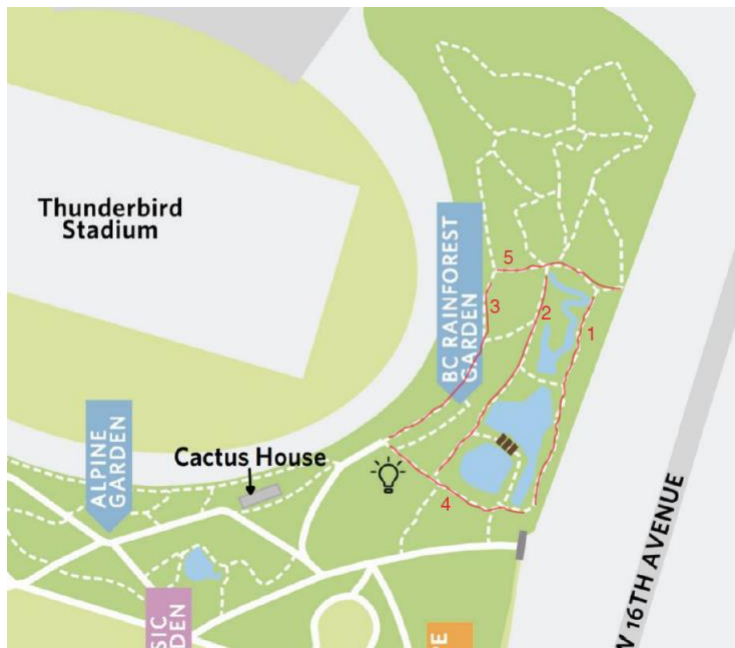 Thunderbird
Stadium
5
3
2
1
BC RAINFOREST
GARDEN
ALPINE
GARDEN
Cactus House
4
W 16TH AVENUE